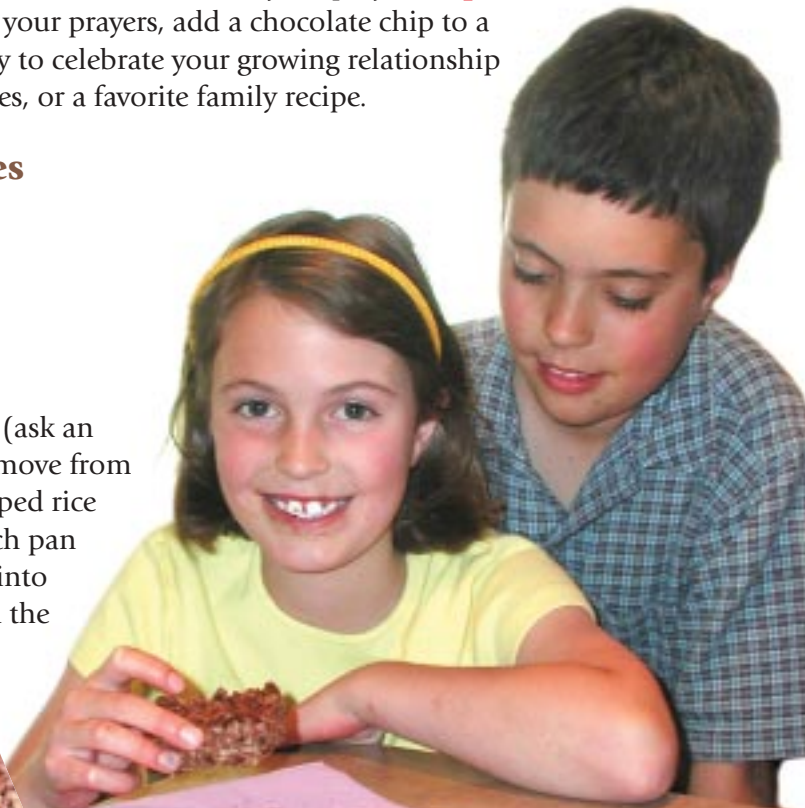 your prayers, add a chocolate chip to a
y to celebrate your growing relationship
es, or a favorite family recipe.
es
(ask an
move from
ped rice
ch pan
into
the